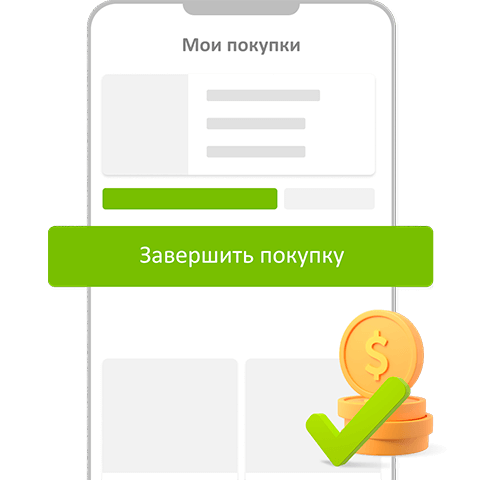 Мои покупки
Завершить покупку
$